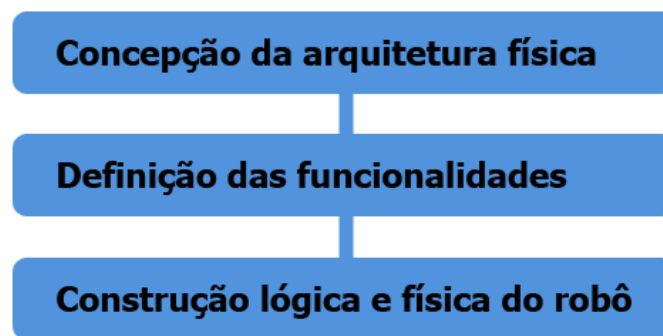 Concepção da arquitetura física
Definição das funcionalidades
Construção lógica e física do robô